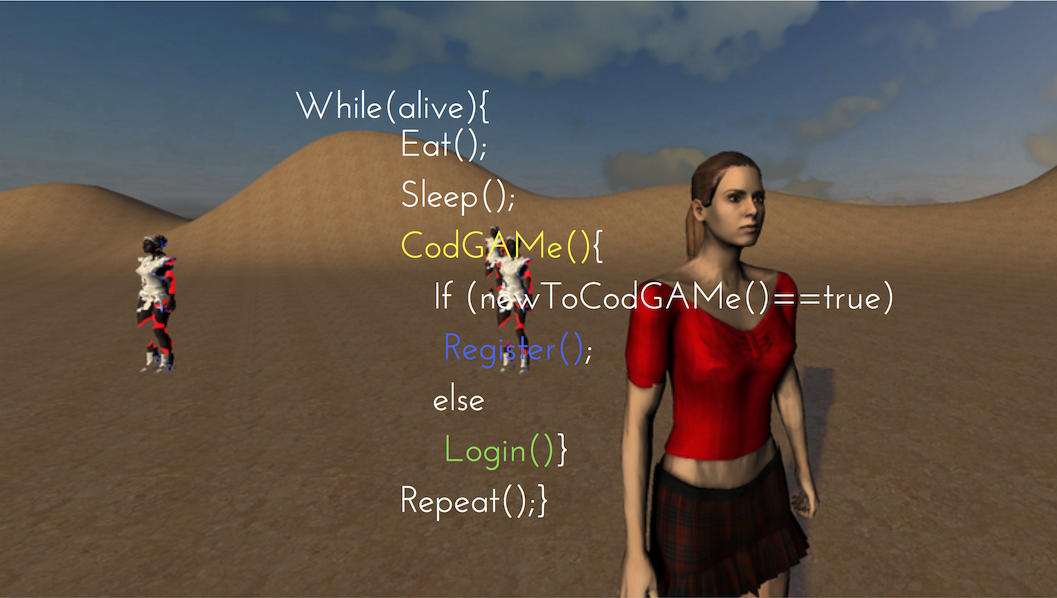 While(alive){
Eat();
Sleep();
CodGAMe(){
If (newToCodGAMe()==true)
Register();
else
Login()}
Repeat();}